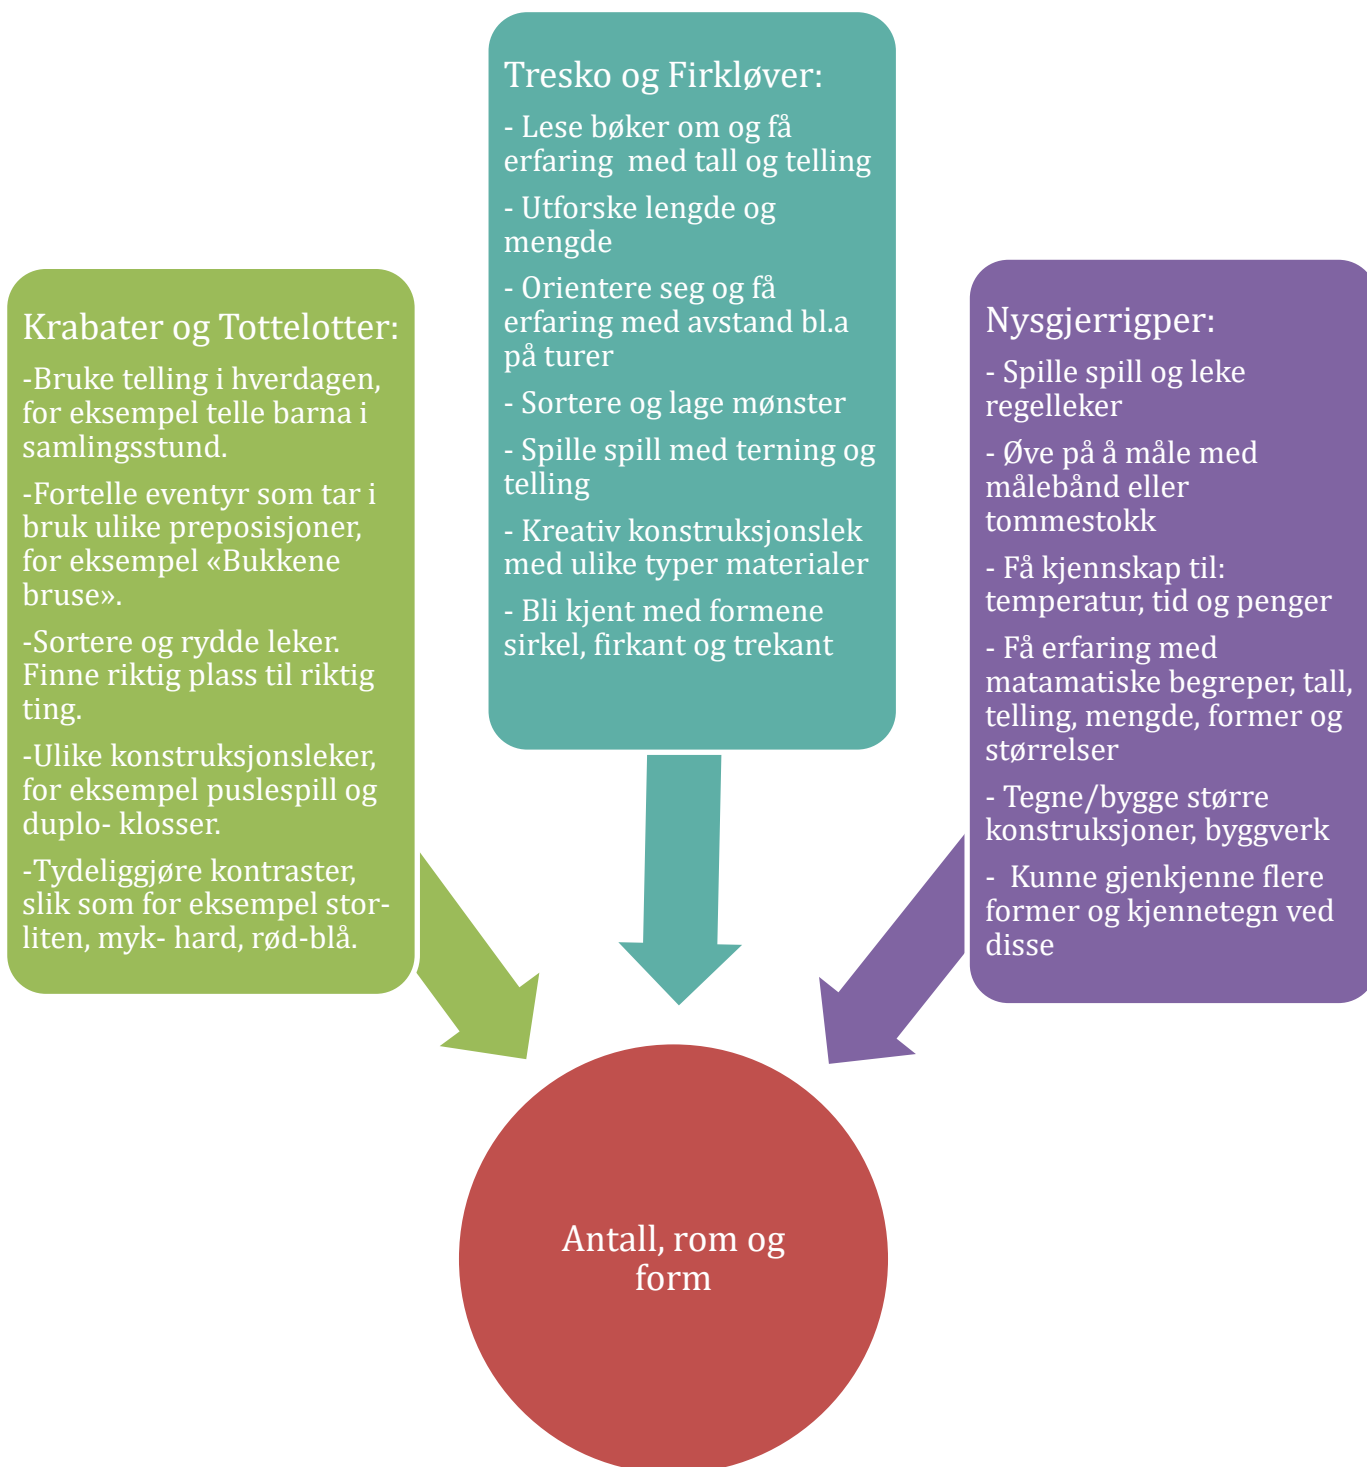 Tresko og Firkløver:
- Lese bøker om og få
erfaring  med tall og telling
- Utforske lengde og
mengde
- Orientere seg og få
erfaring med avstand bl.a
på turer
- Sortere og lage mønster
- Spille spill med terning og
telling
- Kreativ konstruksjonslek
med ulike typer materialer
- Bli kjent med formene
sirkel, firkant og trekant
Krabater og Tottelotter:
-Bruke telling i hverdagen,
for eksempel telle barna i
samlingsstund.
-Fortelle eventyr som tar i
bruk ulike preposisjoner,
for eksempel «Bukkene
bruse».
-Sortere og rydde leker.
Finne riktig plass til riktig
ting.
-Ulike konstruksjonsleker,
for eksempel puslespill og
duplo- klosser.
-Tydeliggjøre kontraster,
slik som for eksempel stor-
liten, myk- hard, rød-blå.
Nysgjerrigper:
- Spille spill og leke
regelleker
- Øve på å måle med
målebånd eller
tommestokk
- Få kjennskap til:
temperatur, tid og penger
- Få erfaring med
matamatiske begreper, tall,
telling, mengde, former og
størrelser
- Tegne/bygge større
konstruksjoner, byggverk
-  Kunne gjenkjenne flere
former og kjennetegn ved
disse
Antall, rom og
form